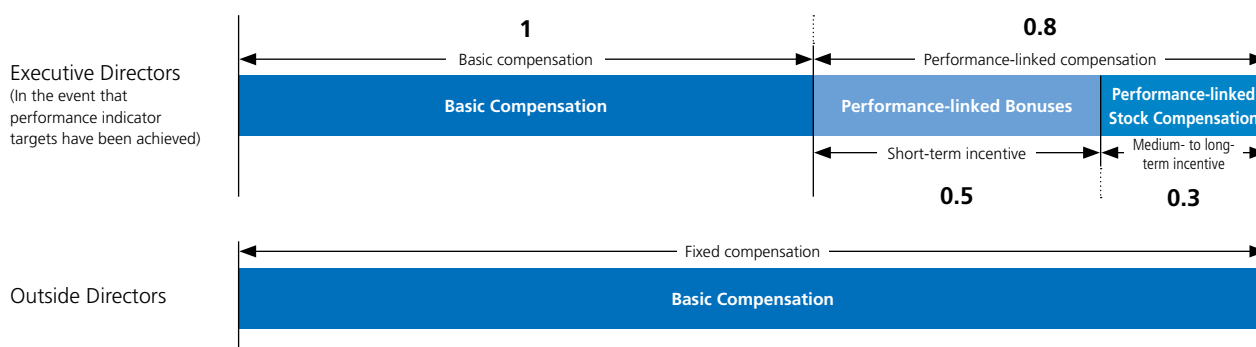 1
0.8
Basic compensation
Performance-linked compensation
Executive Directors
(In the event that
performance indicator
targets have been achieved)
Basic Compensation
Performance-linked Bonuses
Performance-linked
Stock Compensation
Short-term incentive
Medium- to long-
term incentive
0.5
0.3
Fixed compensation
Outside Directors
Basic Compensation